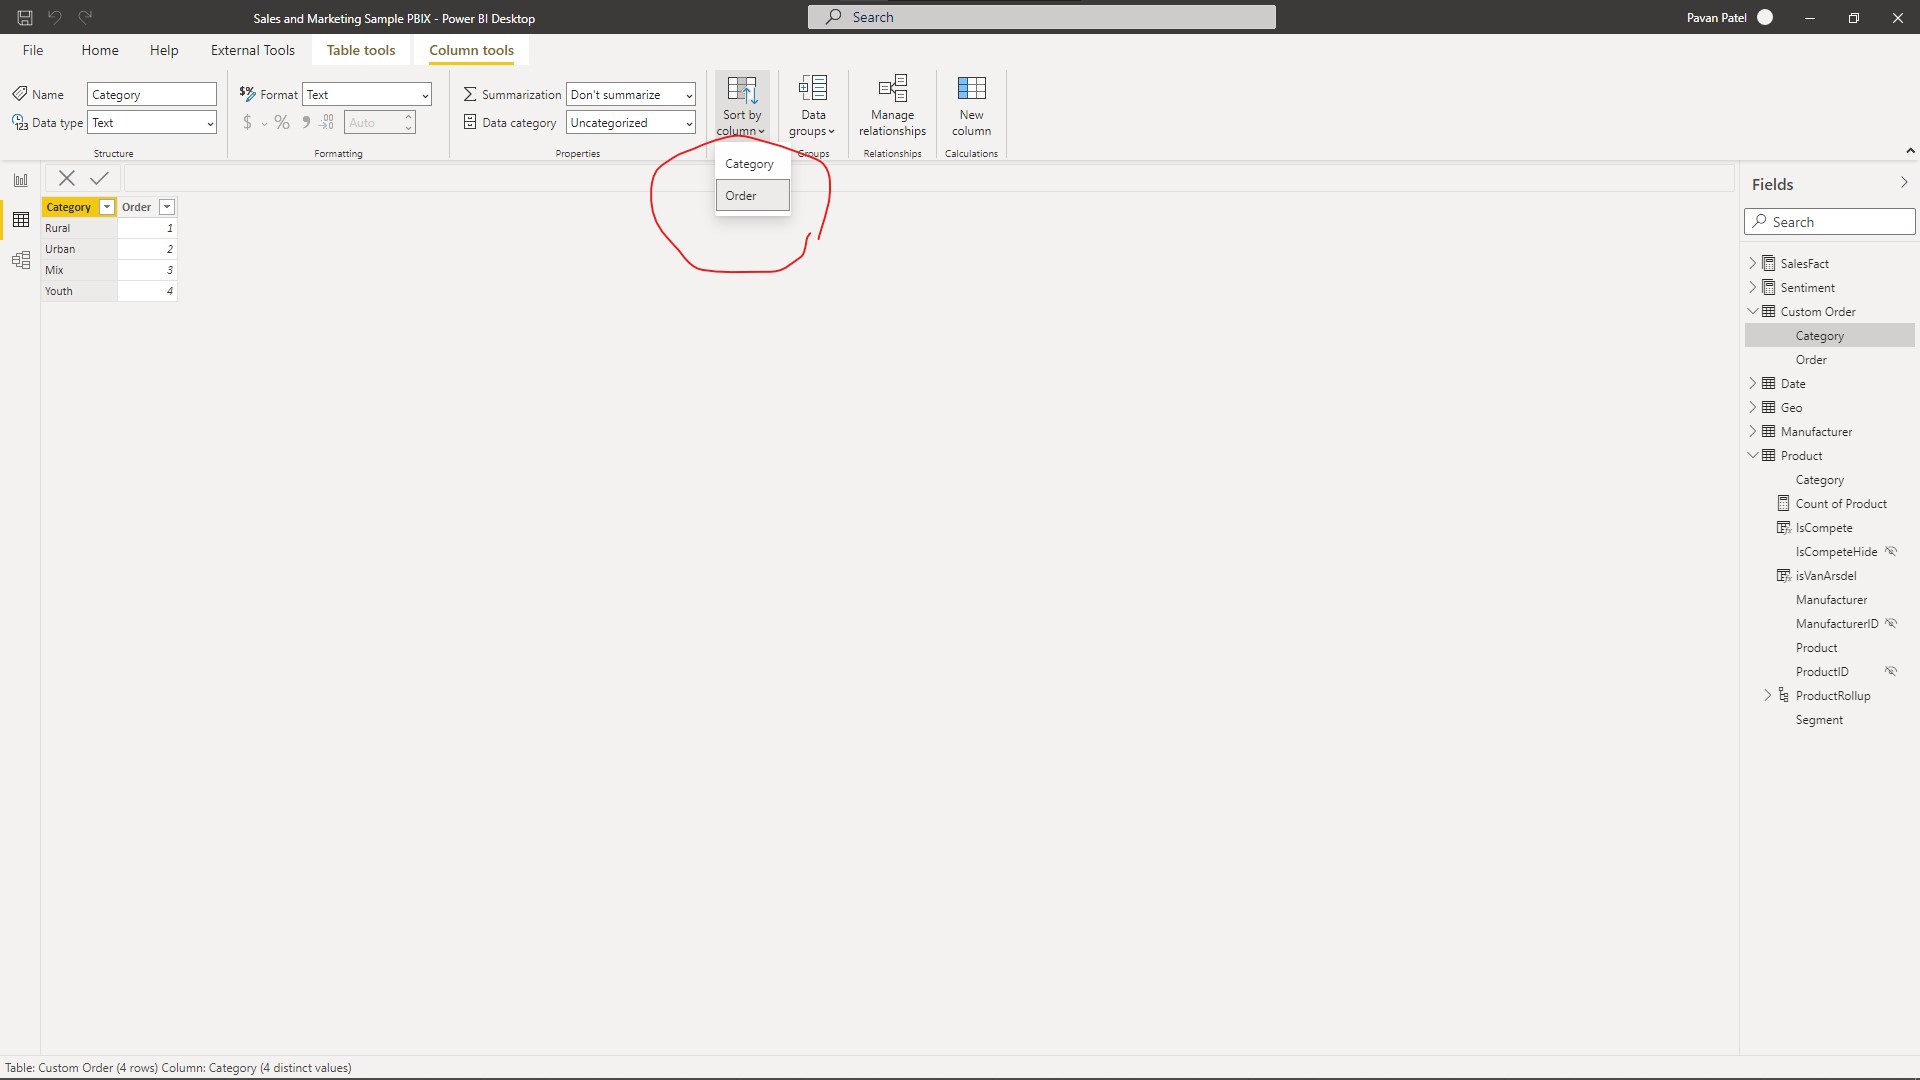 Sales and Marketing Sample PBIX - Power BI Desktop
Search
Pavan Patel
File Home Help External Tools Table tools Column tools
Name Category
Data type Text
Structure
$% Format Text
$ % 9 .00 Auto
Formatting
Summarization Don't summarize
Data category Uncategorized
Properties
Sort by
column
Data
groups
Groups
Manage
relationships
Relationships
New
column
Calculations
Category
Order
Category Order
Rural 1
Urban 2
Mix 3
Youth 4
Fields
Search
SalesFact
Sentiment
Custom Order
Category
Order
Date
Geo
Manufacturer
Product
Category
Count of Product
IsCompete
IsCompeteHide
isVanArsdel
Manufacturer
ManufacturerID
Product
ProductID
ProductRollup
Segment
Table: Custom Order (4 rows) Column: Category (4 distinct values)